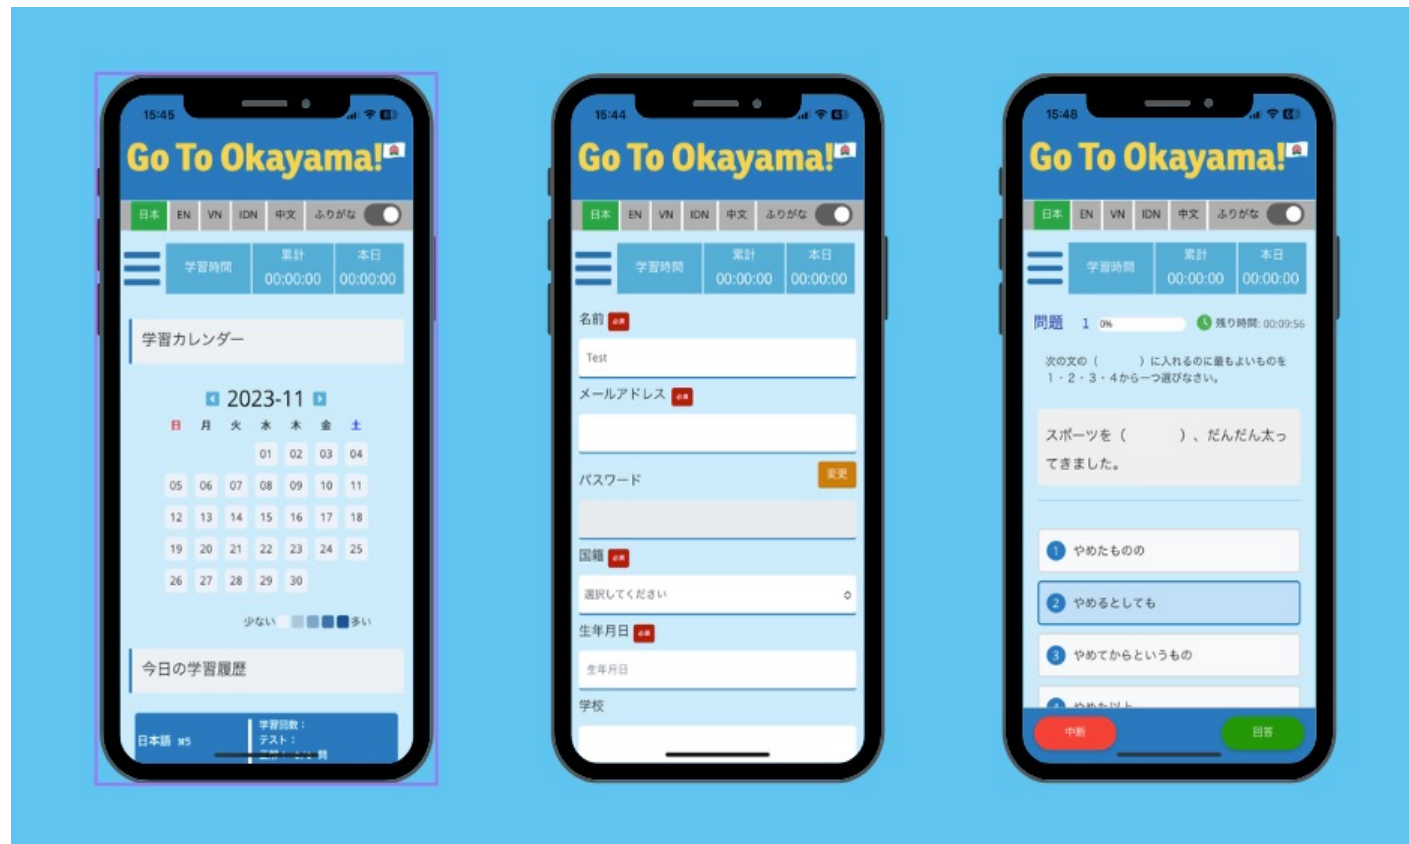 15:45
Go To Okayama!
日本 EN VN IDN 中文 ふりがな
学習時間 累計 00:00:00 本日 00:00:00
学習カレンダー
2023-11
日 月 火 水 木 金 土
01 02 03 04
05 06 07 08 09 10 11
12 13 14 15 16 17 18
19 20 21 22 23 24 25
26 27 28 29 30
少ない 多い
今日の学習履歴
日本語 N5
学習回数：
テスト：
15:44
Go To Okayama!
日本 EN VN IDN 中文 ふりがな
学習時間 累計 00:00:00 本日 00:00:00
名前 必須
Test
メールアドレス 必須
パスワード 変更
国籍 必須
選択してください
生年月日 必須
生年月日
学校
15:48
Go To Okayama!
日本 EN VN IDN 中文 ふりがな
学習時間 累計 00:00:00 本日 00:00:00
問題 1 0% 残り時間: 00:09:56
次の文の（　　）に入れるのに最もよいものを
1・2・3・4から一つ選びなさい。
スポーツを（　　）、だんだん太っ
てきました。
1 やめたものの
2 やめるとしても
3 やめてからというもの
中断 回答